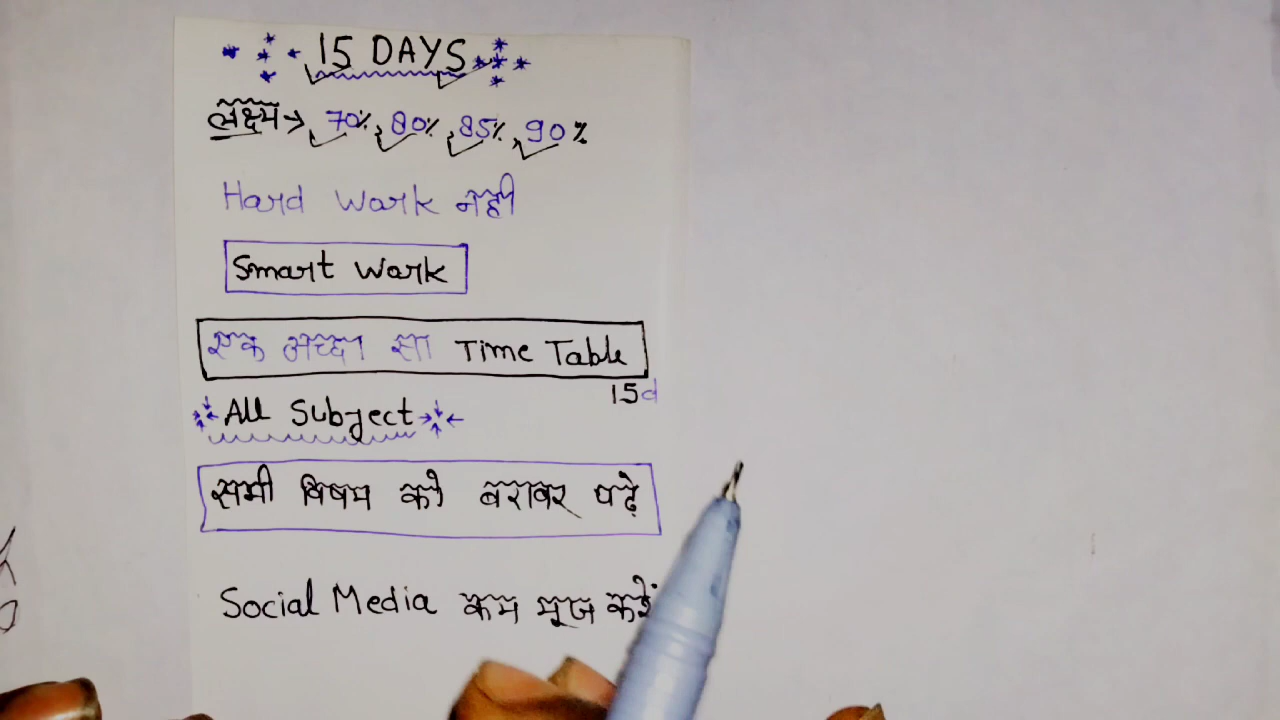 15 DAYS
लक्ष्य→ 70%, 80%, 85%, 90%
Hard Work नही
Smart Work
एक अच्छा सा Time Table
15d
All Subject
सभी विषय को बराबर पढ़े
Social Media कम यूज करें